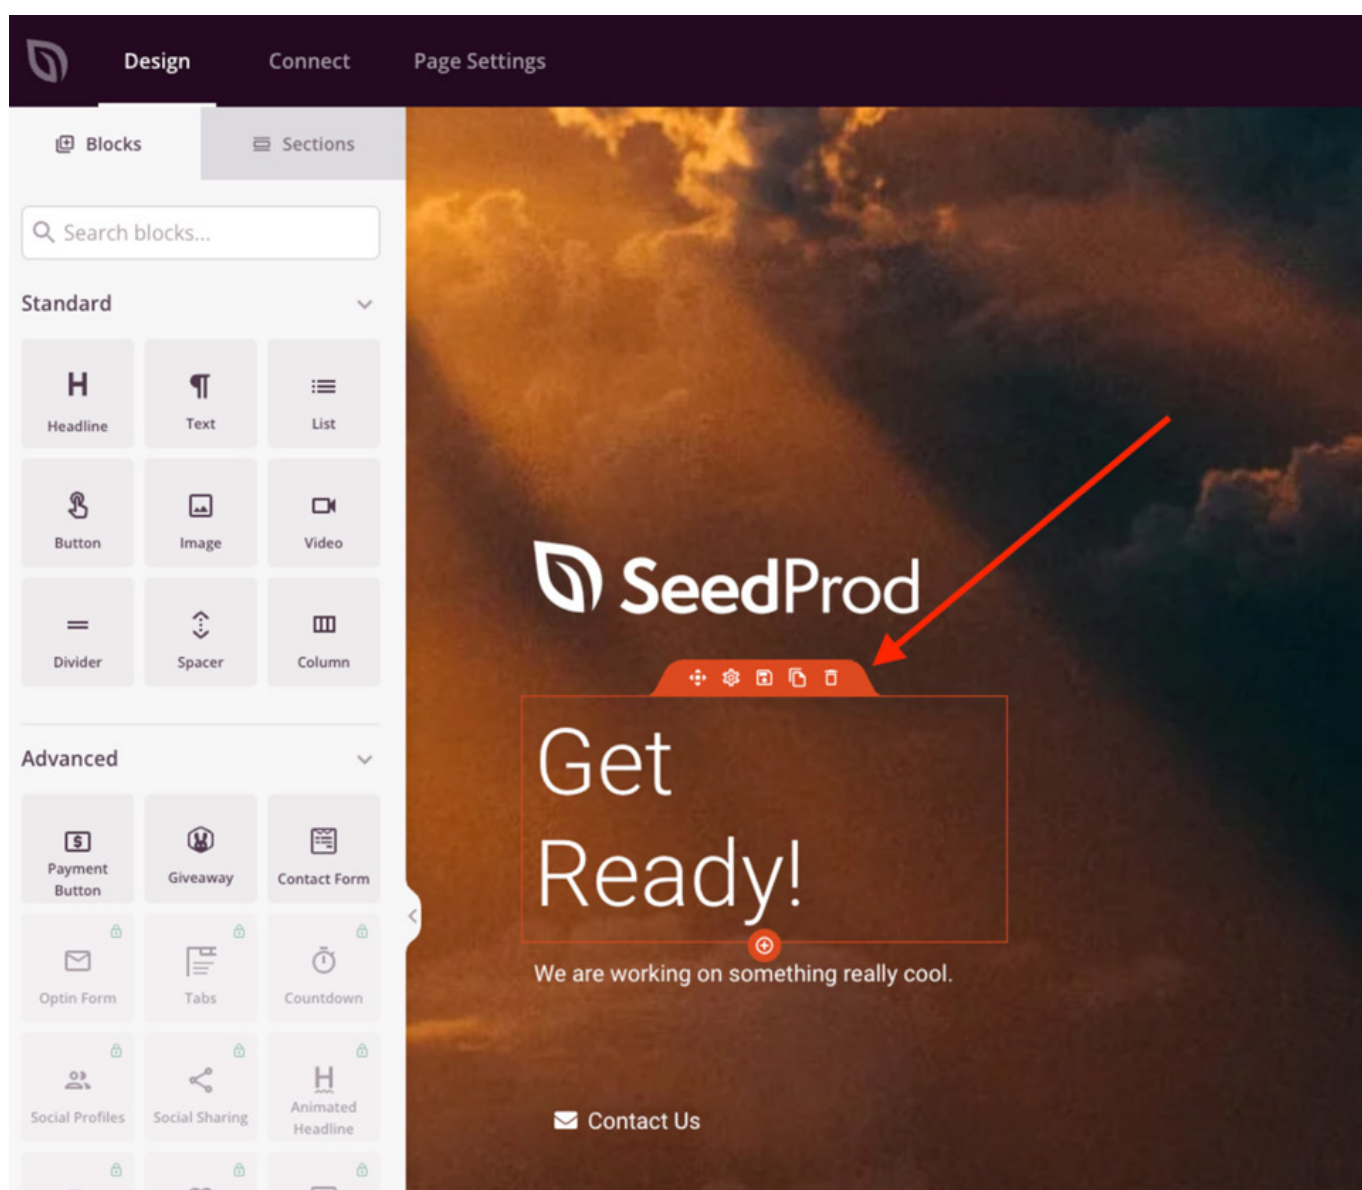 Design Connect Page Settings
Blocks Sections
Search blocks...
Standard
H
Headline Text List
Button Image Video
Divider Spacer Column
Advanced
Payment
Button
Giveaway Contact Form
Optin Form Tabs Countdown
Social Profiles Social Sharing
H
Animated
Headline
SeedProd
Get
Ready!
We are working on something really cool.
Contact Us